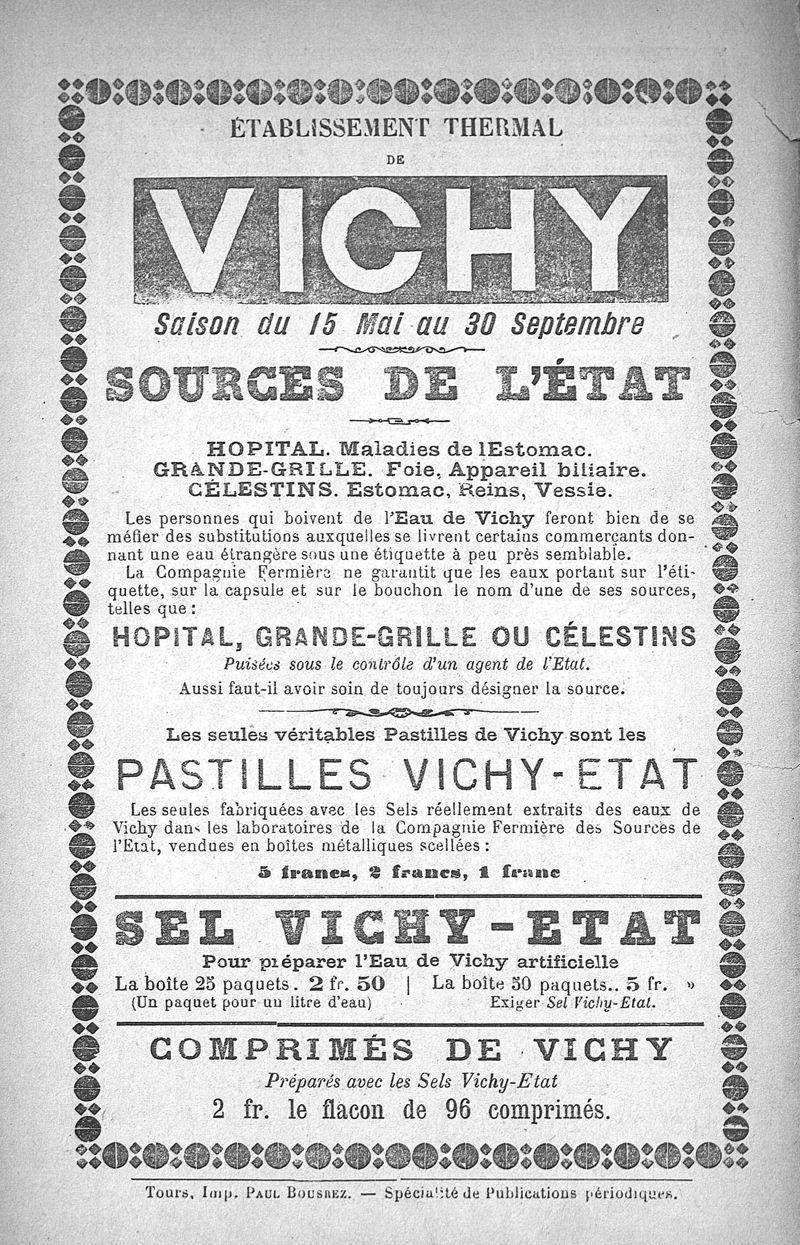 ÉTABLISSEMENT THERMAL
DE
VICHY
Saison du 15 Mai au 30 Septembre
SOURCES DE L'ÉTAT
HOPITAL. Maladies de lEstomac.
GRANDE-GRILLE. Foie, Appareil biliaire.
CÉLESTINS. Estomac, Reins, Vessie.
Les personnes qui boivent de l'Eau de Vichy feront bien de se
méfier des substitutions auxquelles se livrent certains commerçants don-
nant une eau étrangère sous une étiquette à peu près semblable.
La Compagnie Fermière ne garantit que les eaux portant sur l'éti-
quette, sur la capsule et sur le bouchon le nom d'une de ses sources,
telles que :
HOPITAL, GRANDE-GRILLE OU CÉLESTINS
Puisées sous le contrôle d'un agent de l'Etat.
Aussi faut-il avoir soin de toujours désigner la source.
Les seules véritables Pastilles de Vichy sont les
PASTILLES VICHY-ETAT
Les seules fabriquées avec les Sels réellement extraits des eaux de
Vichy dans les laboratoires de la Compagnie Fermière des Sources de
l'Etat, vendues en boîtes métalliques scellées :
5 francs, 2 francs, 1 franc
SEL VICHY-ETAT
Pour préparer l'Eau de Vichy artificielle
La boîte 25 paquets. 2 fr. 50 | La boîte 50 paquets.. 5 fr. »
(Un paquet pour un litre d'eau) Exiger Sel Vichy-Etat.
COMPRIMÉS DE VICHY
Préparés avec les Sels Vichy-Etat
2 fr. le flacon de 96 comprimés.
Tours, Imp. PAUL BOUSREZ. — Spécialité de Publications périodiques.